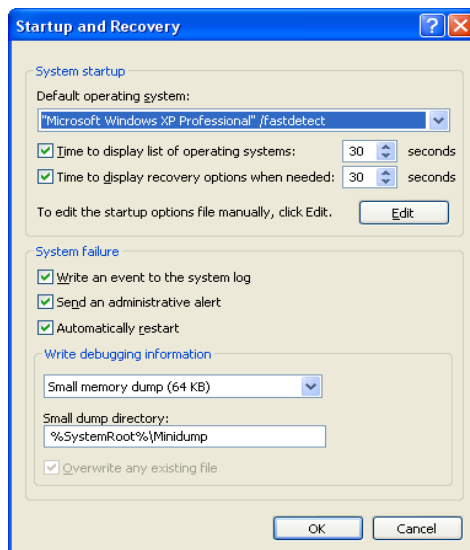 Startup and Recovery
System startup
Default operating system:
"Microsoft Windows XP Professional" /fastdetect
Time to display list of operating systems: 30 seconds
Time to display recovery options when needed: 30 seconds
To edit the startup options file manually, click Edit. Edit
System failure
Write an event to the system log
Send an administrative alert
Automatically restart
Write debugging information
Small memory dump (64 KB)
Small dump directory:
%SystemRoot%\Minidump
Overwrite any existing file
OK Cancel